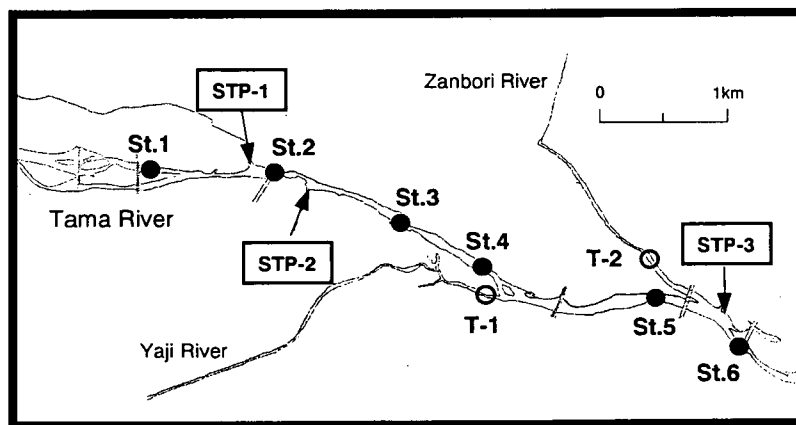 Zanbori River
0 1km
STP-1
St.1
St.2
Tama River
St.3
STP-2
St.4
T-2
STP-3
T-1
St.5
Yaji River
St.6